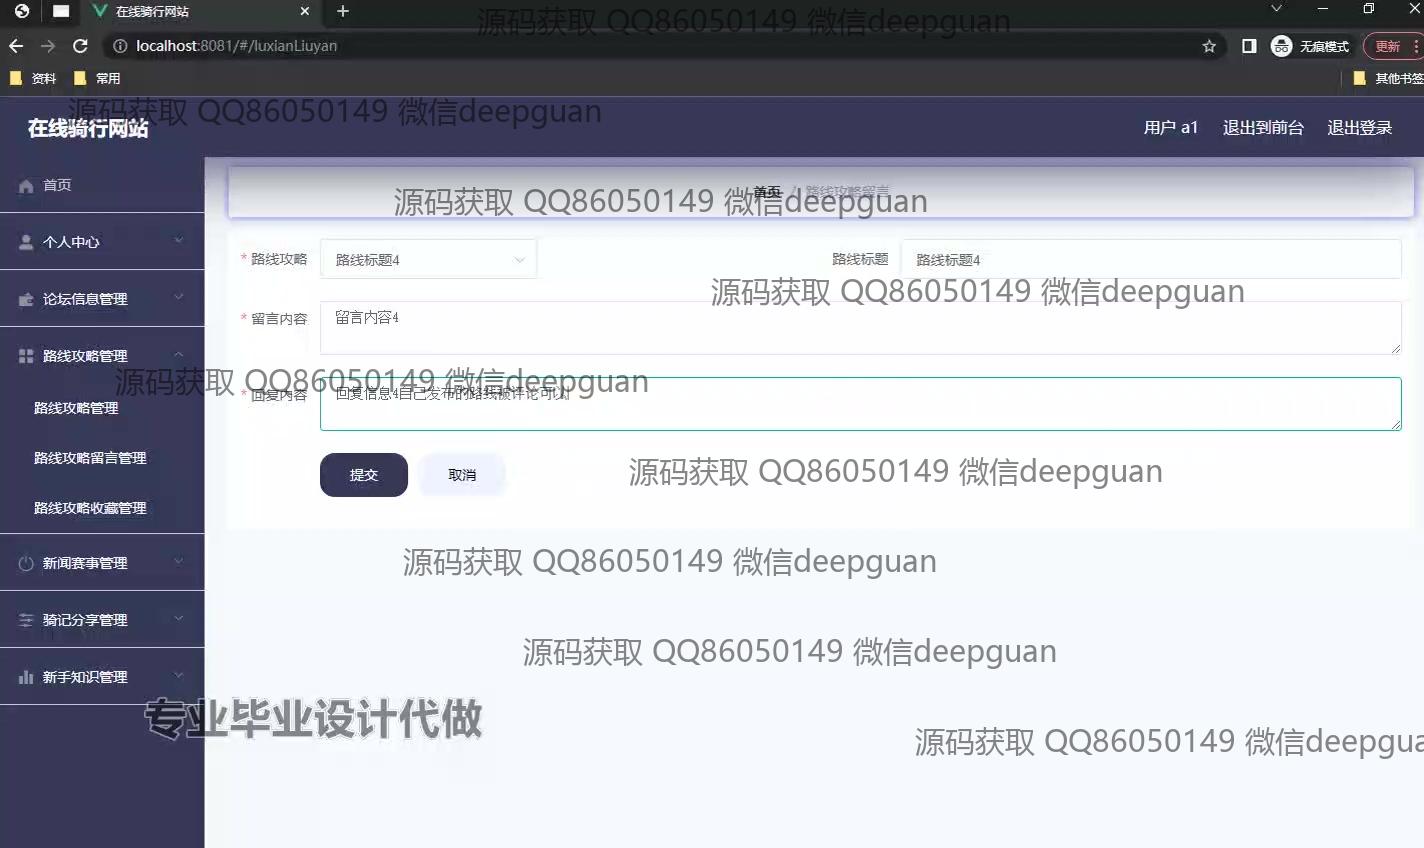 在线骑行网站
源码获取 QQ86050149 微信deepguan
localhost:8081/#/luxianLiuyan
无痕模式
更新
资料
常用
其他书签
源码获取 QQ86050149 微信deepguan
在线骑行网站
用户 a1
退出到前台
退出登录
首页
首页 / 路线攻略留言
源码获取 QQ86050149 微信deepguan
个人中心
* 路线攻略
路线标题4
路线标题
路线标题4
源码获取 QQ86050149 微信deepguan
论坛信息管理
* 留言内容
留言内容4
路线攻略管理
源码获取 QQ86050149 微信deepguan
* 回复内容
回复信息4自己发布的路线被评论可以
路线攻略管理
路线攻略留言管理
提交
取消
源码获取 QQ86050149 微信deepguan
路线攻略收藏管理
新闻赛事管理
源码获取 QQ86050149 微信deepguan
骑记分享管理
源码获取 QQ86050149 微信deepguan
新手知识管理
专业毕业设计代做
源码获取 QQ86050149 微信deepgua